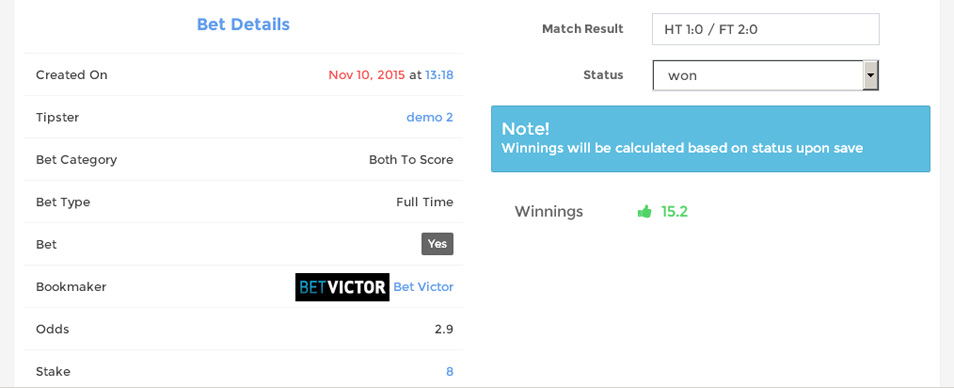 Bet Details
Created On Nov 10, 2015 at 13:18
Tipster demo 2
Bet Category Both To Score
Bet Type Full Time
Bet Yes
Bookmaker BETVICTOR Bet Victor
Odds 2.9
Stake 8
Match Result HT 1:0 / FT 2:0
Status won
Note!
Winnings will be calculated based on status upon save
Winnings 15.2